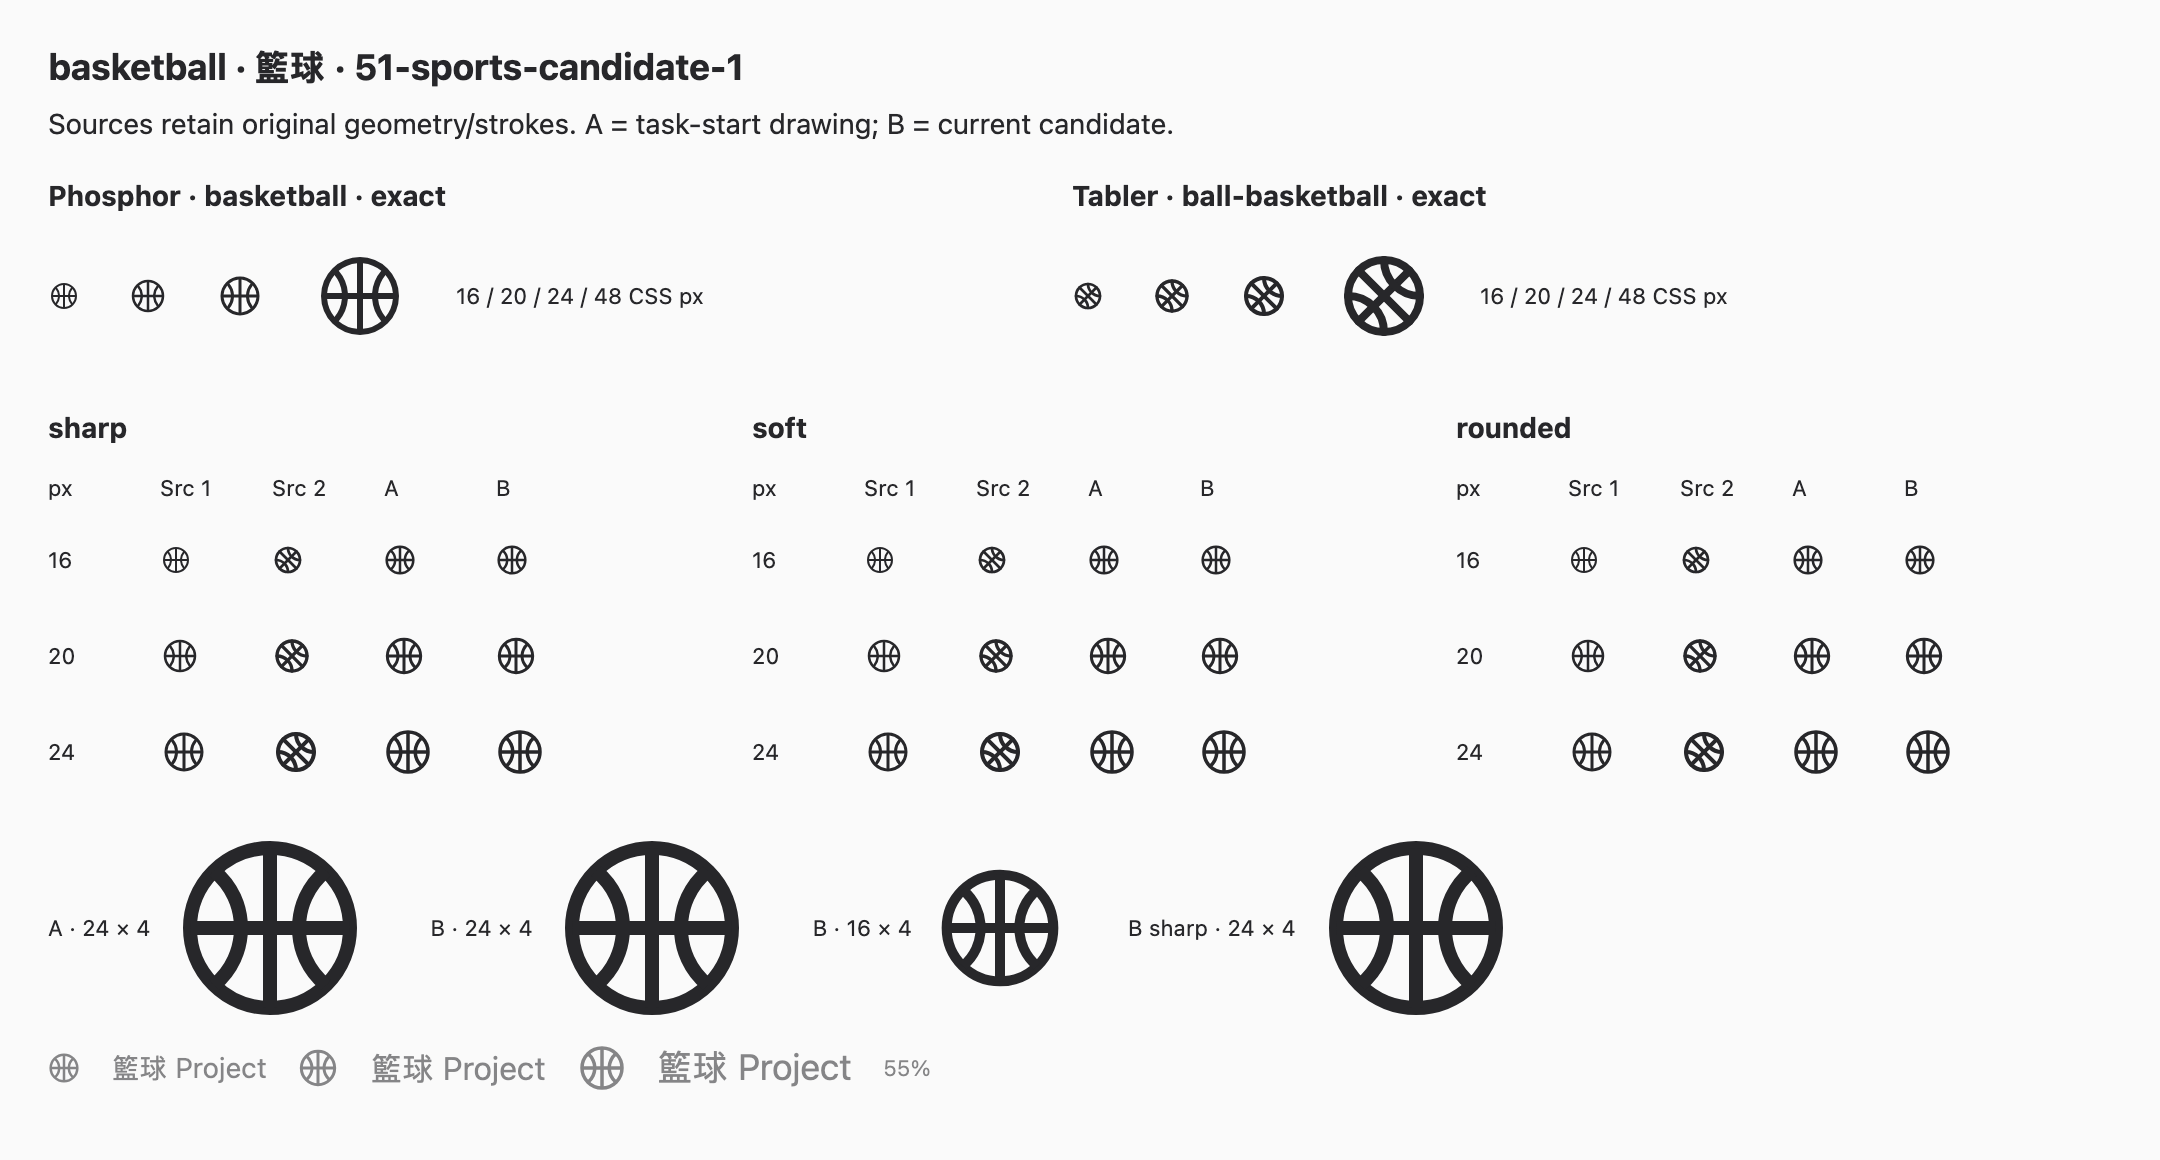 basketball · 籃球 · 51-sports-candidate-1
Sources retain original geometry/strokes. A = task-start drawing; B = current candidate.
Phosphor · basketball · exact
16 / 20 / 24 / 48 CSS px
Tabler · ball-basketball · exact
16 / 20 / 24 / 48 CSS px
sharp
px Src 1 Src 2 A B
16
20
24
soft
px Src 1 Src 2 A B
16
20
24
rounded
px Src 1 Src 2 A B
16
20
24
A · 24 × 4
B · 24 × 4
B · 16 × 4
B sharp · 24 × 4
籃球 Project 籃球 Project 籃球 Project 55%